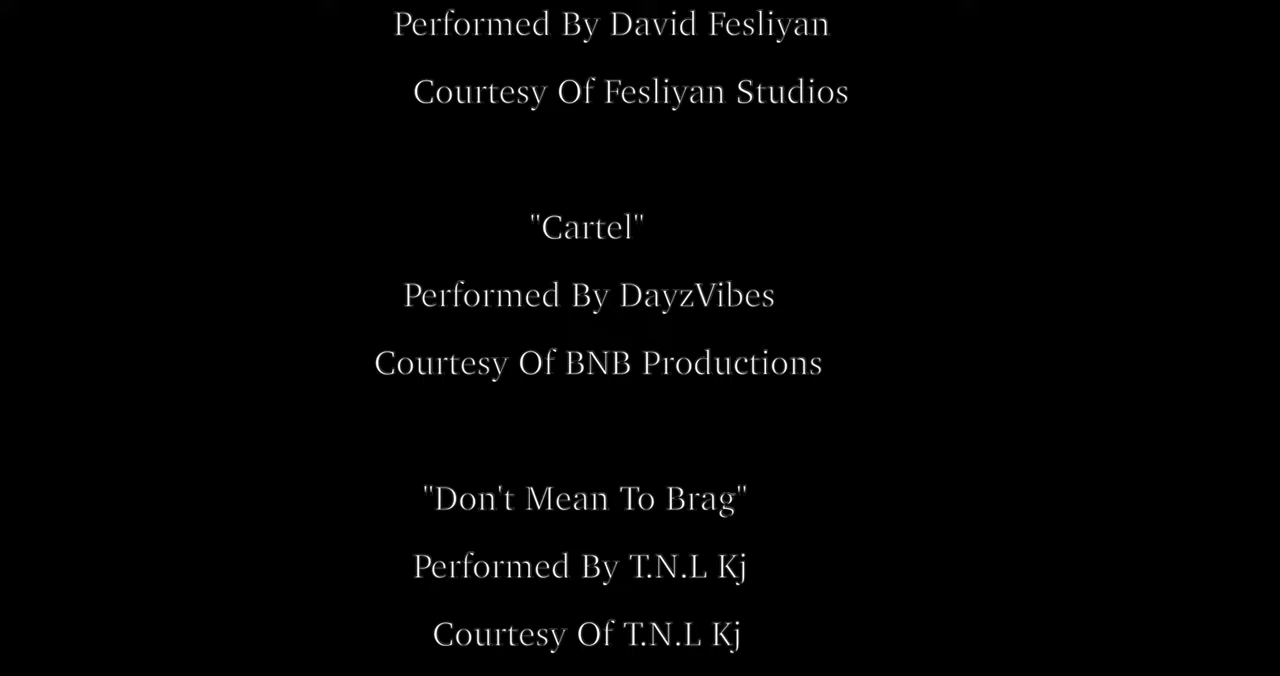 Performed By David Fesliyan
Courtesy Of Fesliyan Studios
"Cartel"
Performed By DayzVibes
Courtesy Of BNB Productions
"Don't Mean To Brag"
Performed By T.N.L Kj
Courtesy Of T.N.L Kj